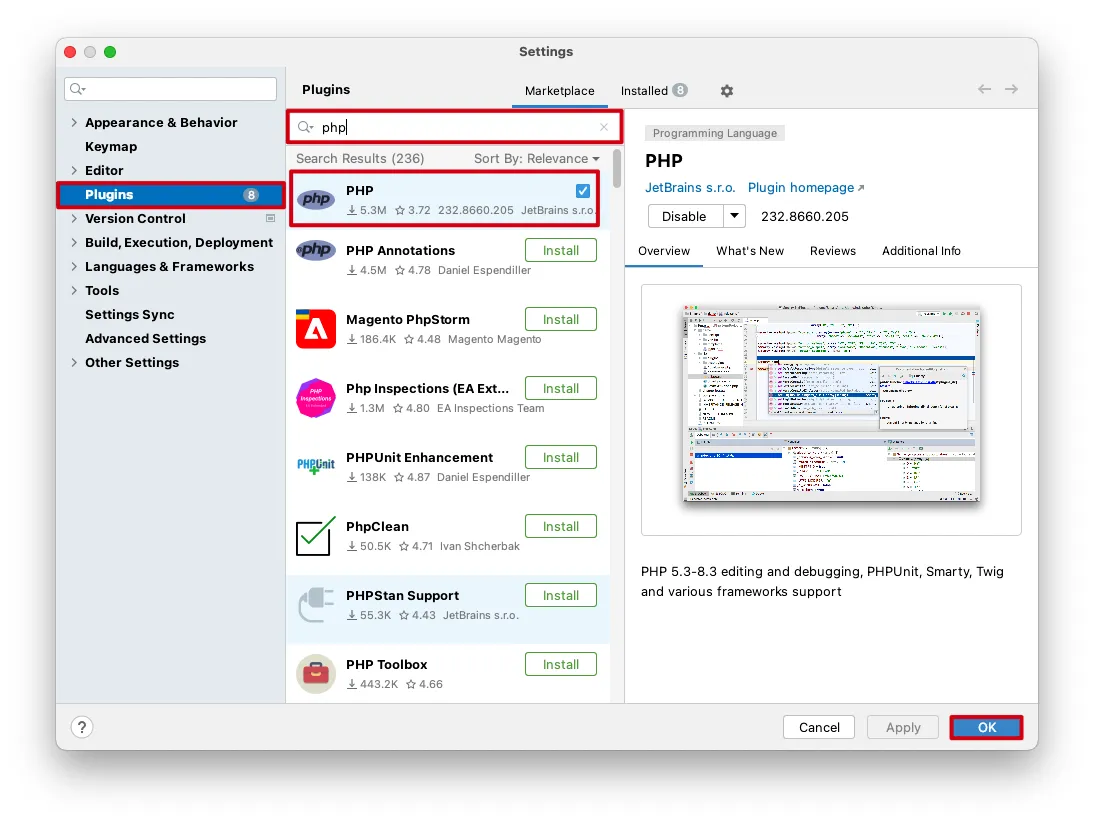 Settings
Plugins
Marketplace
Installed 8
Appearance & Behavior
Keymap
Editor
Plugins 8
Version Control
Build, Execution, Deployment
Languages & Frameworks
Tools
Settings Sync
Advanced Settings
Other Settings
php
Search Results (236) Sort By: Relevance
php
PHP
5.3M 3.72 232.8660.205 JetBrains s.r.o.
php
PHP Annotations Install
4.5M 4.78 Daniel Espendiller
Magento PhpStorm Install
186.4K 4.48 Magento Magento
PHP
Inspections
Php Inspections (EA Ext... Install
1.3M 4.80 EA Inspections Team
PHPUnit
PHPUnit Enhancement Install
138K 4.87 Daniel Espendiller
PhpClean Install
50.5K 4.71 Ivan Shcherbak
PHPStan Support Install
55.3K 4.43 JetBrains s.r.o.
PHP Toolbox Install
443.2K 4.66
Programming Language
PHP
JetBrains s.r.o. Plugin homepage
Disable 232.8660.205
Overview What's New Reviews Additional Info
PHP 5.3-8.3 editing and debugging, PHPUnit, Smarty, Twig
and various frameworks support
?
Cancel
Apply
OK